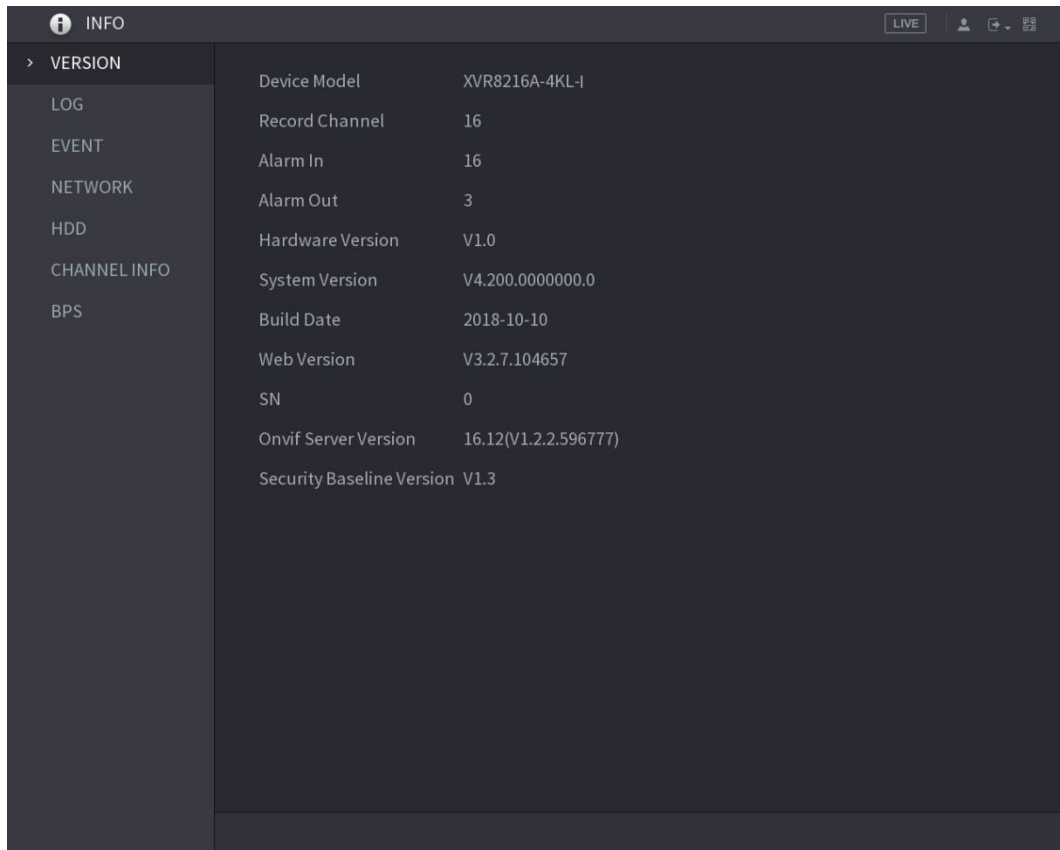 INFO
LIVE
VERSION
LOG
EVENT
NETWORK
HDD
CHANNEL INFO
BPS
Device Model XVR8216A-4KL-I
Record Channel 16
Alarm In 16
Alarm Out 3
Hardware Version V1.0
System Version V4.200.0000000.0
Build Date 2018-10-10
Web Version V3.2.7.104657
SN 0
Onvif Server Version 16.12(V1.2.2.596777)
Security Baseline Version V1.3